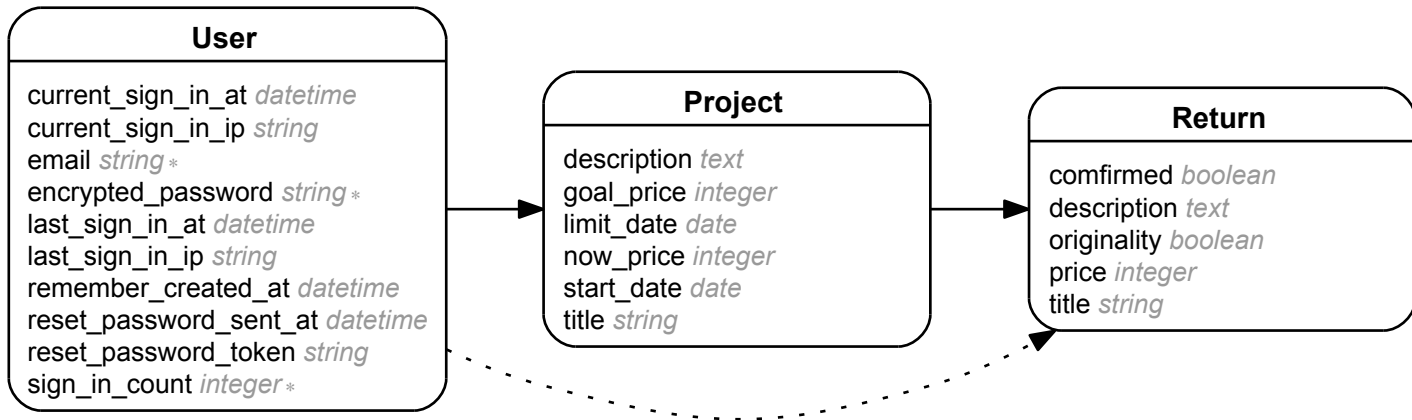 User
current_sign_in_at datetime
current_sign_in_ip string
email string *
encrypted_password string *
last_sign_in_at datetime
last_sign_in_ip string
remember_created_at datetime
reset_password_sent_at datetime
reset_password_token string
sign_in_count integer *
Project
description text
goal_price integer
limit_date date
now_price integer
start_date date
title string
Return
comfirmed boolean
description text
originality boolean
price integer
title string